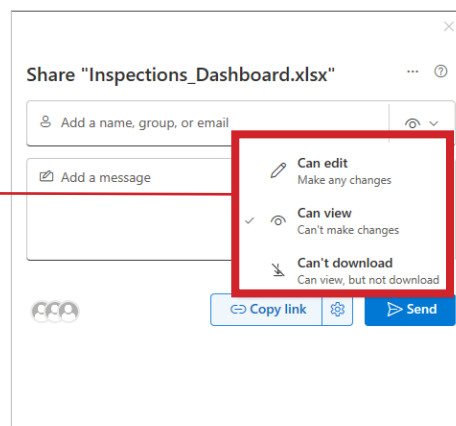 Share "Inspections_Dashboard.xlsx"
Add a name, group, or email
Add a message
Can edit
Make any changes
Can view
Can't make changes
Can't download
Can view, but not download
Copy link
Send